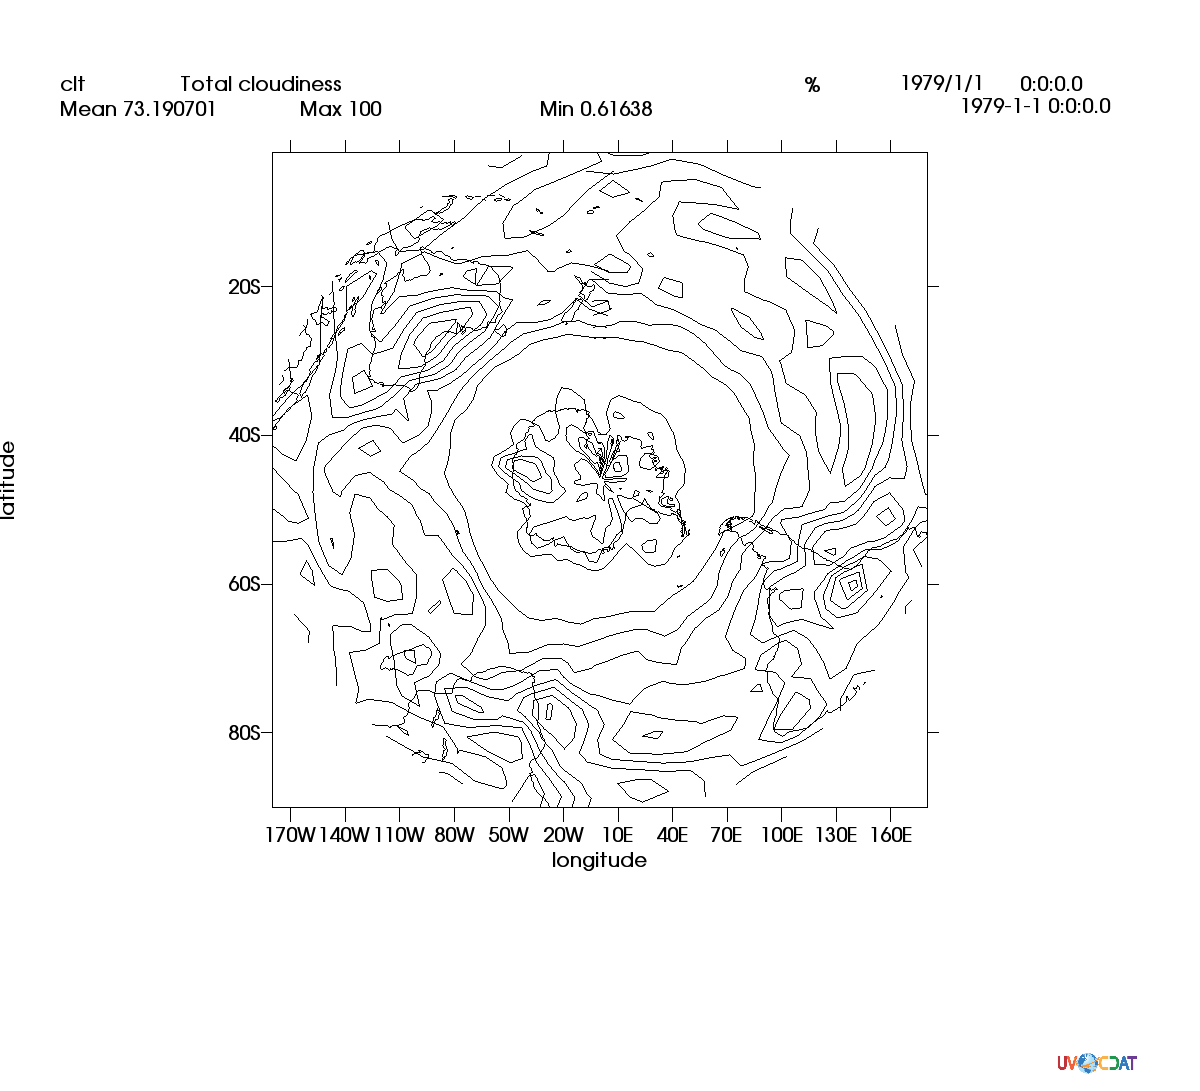 clt Total cloudiness % 1979/1/1 0:0:0.0
Mean 73.190701 Max 100 Min 0.61638 1979-1-1 0:0:0.0
20S
40S
latitude
60S
80S
170W 140W 110W 80W 50W 20W 10E 40E 70E 100E 130E 160E
longitude
UV CDAT